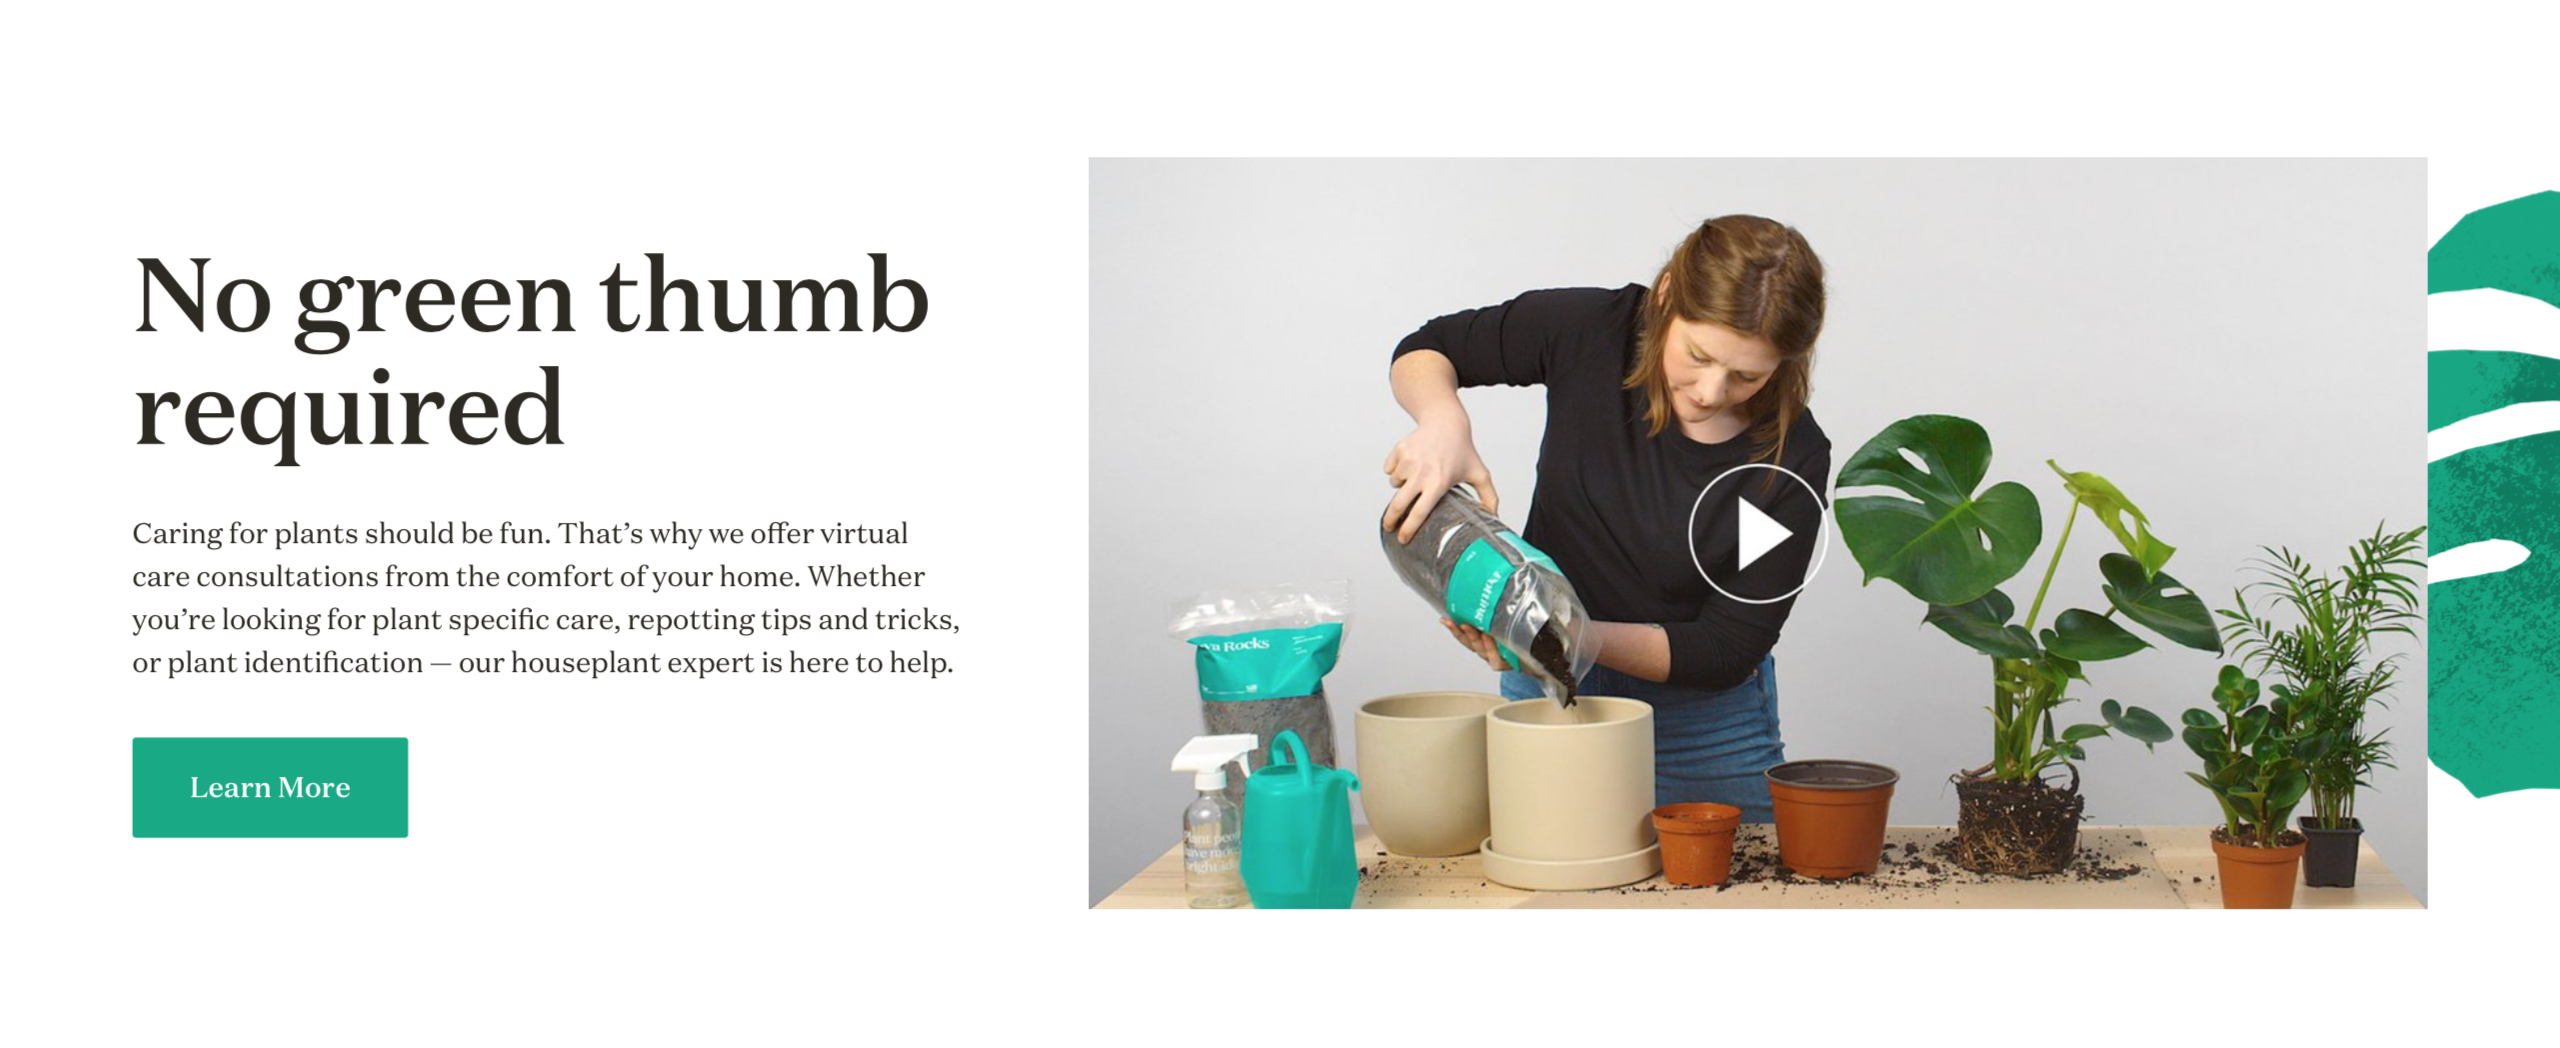 No green thumb
required
Caring for plants should be fun. That’s why we offer virtual
care consultations from the comfort of your home. Whether
you’re looking for plant specific care, repotting tips and tricks,
or plant identification — our houseplant expert is here to help.
Learn More
Rocks